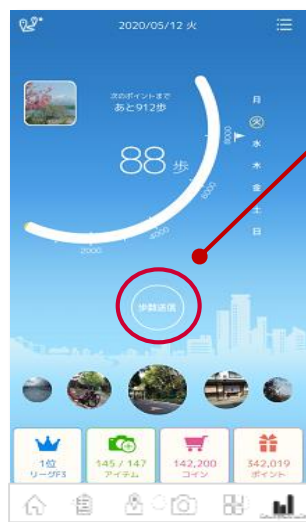 2020/05/12 火
次のポイントまで
あと912歩
88 歩
月
火
水
木
金
土
日
8000
6000
4000
2000
歩数送信
1位
リーグF3
145 / 147
アイテム
142,200
コイン
342,019
ポイント